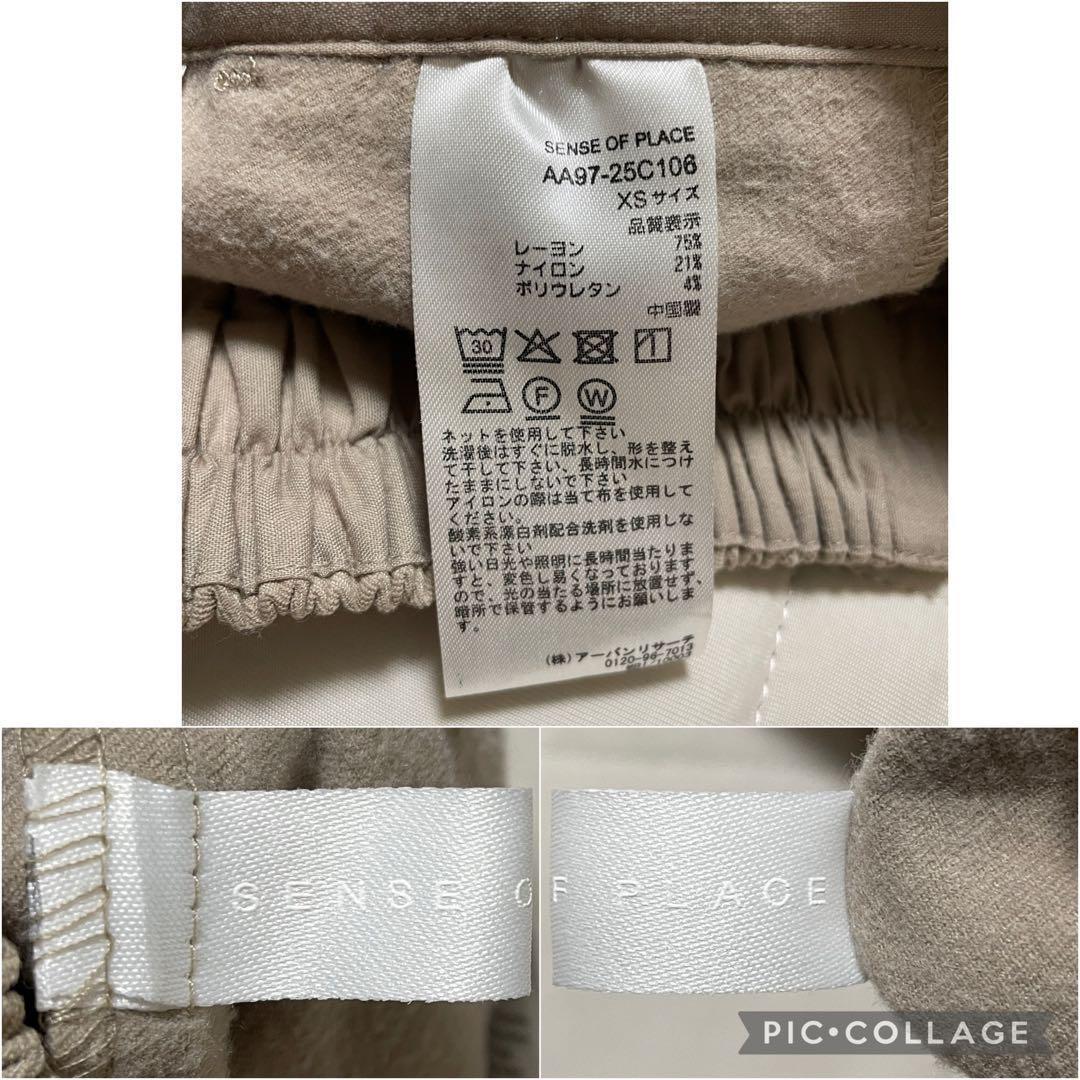 SENSE OF PLACE
AA97-25C106
XSサイズ
品質表示
レーヨン 75%
ナイロン 21%
ポリウレタン 4%
中国製
30
F W
ネットを使用して下さい
洗濯後はすぐに脱水し、形を整え
て干して下さい、長時間水につけ
たままにしないで下さい
アイロンの際は当て布を使用して
ください。
酸素系漂白剤配合洗剤を使用しな
いで下さい
強い日光や照明に長時間当たりま
すと、変色し易くなっております
ので、光の当たる場所に放置せず、
暗所で保管するようにお願いしま
す。
(株)アーバンリサーチ
0120-96-7013
SENSE O
F PLACE
PIC•COLLAGE